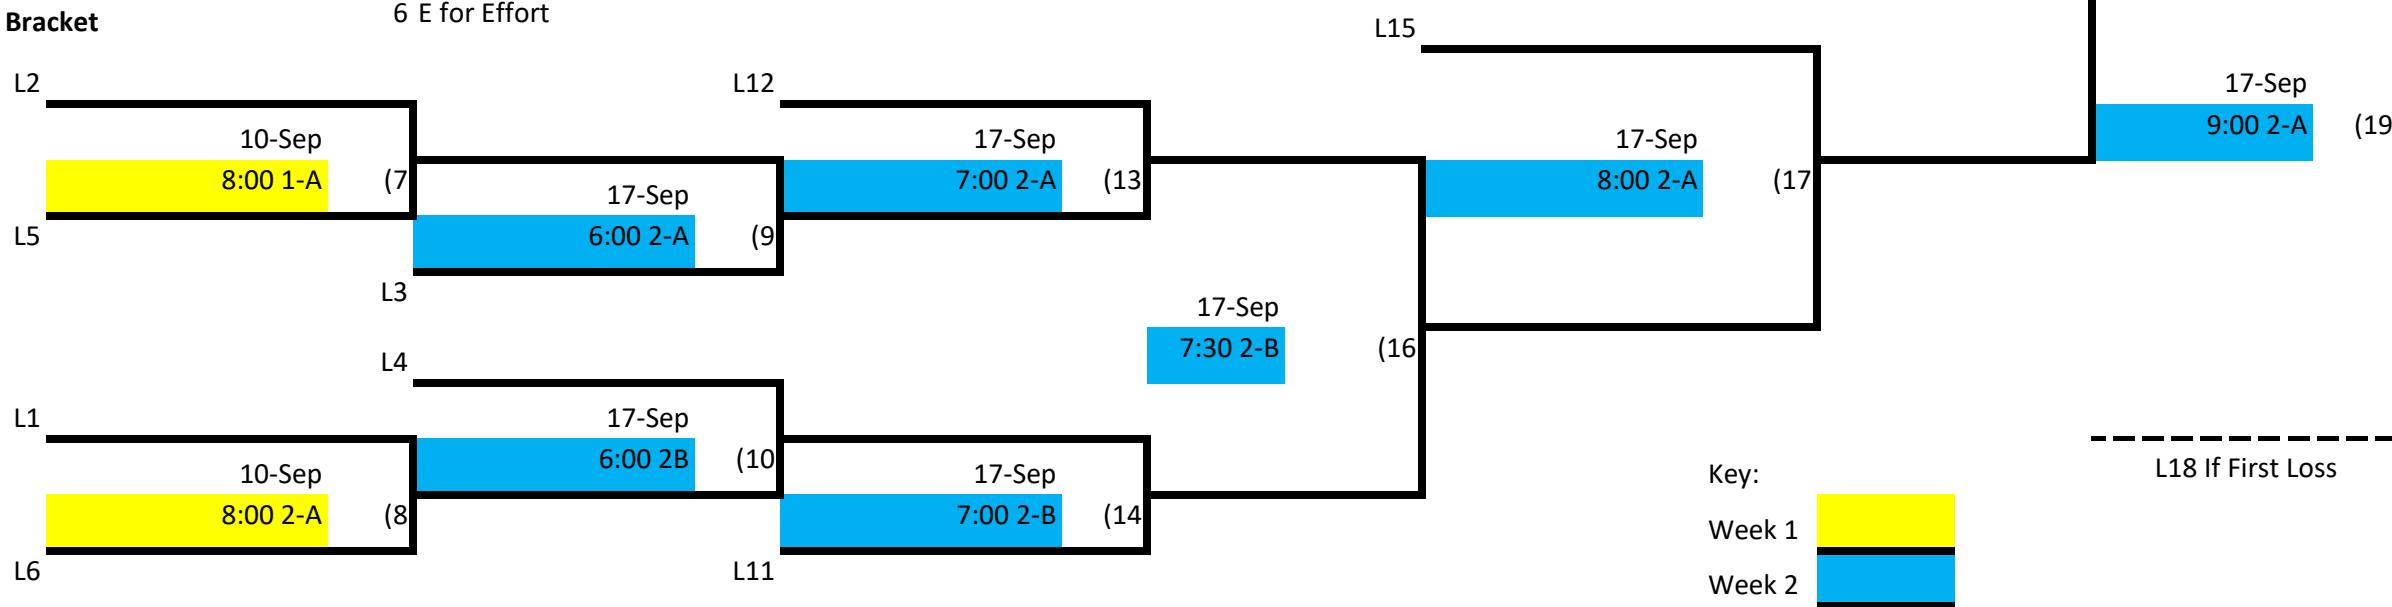 6 E for Effort
Bracket
L15
L2
L12
17-Sep
10-Sep
17-Sep
17-Sep
9:00 2-A (19
8:00 1-A (7
17-Sep
7:00 2-A (13
8:00 2-A (17
L5
6:00 2-A (9
L3
17-Sep
L4
7:30 2-B (16
L1
17-Sep
6:00 2B (10
10-Sep
17-Sep
Key:
L18 If First Loss
8:00 2-A (8
7:00 2-B (14
Week 1
L6
L11
Week 2